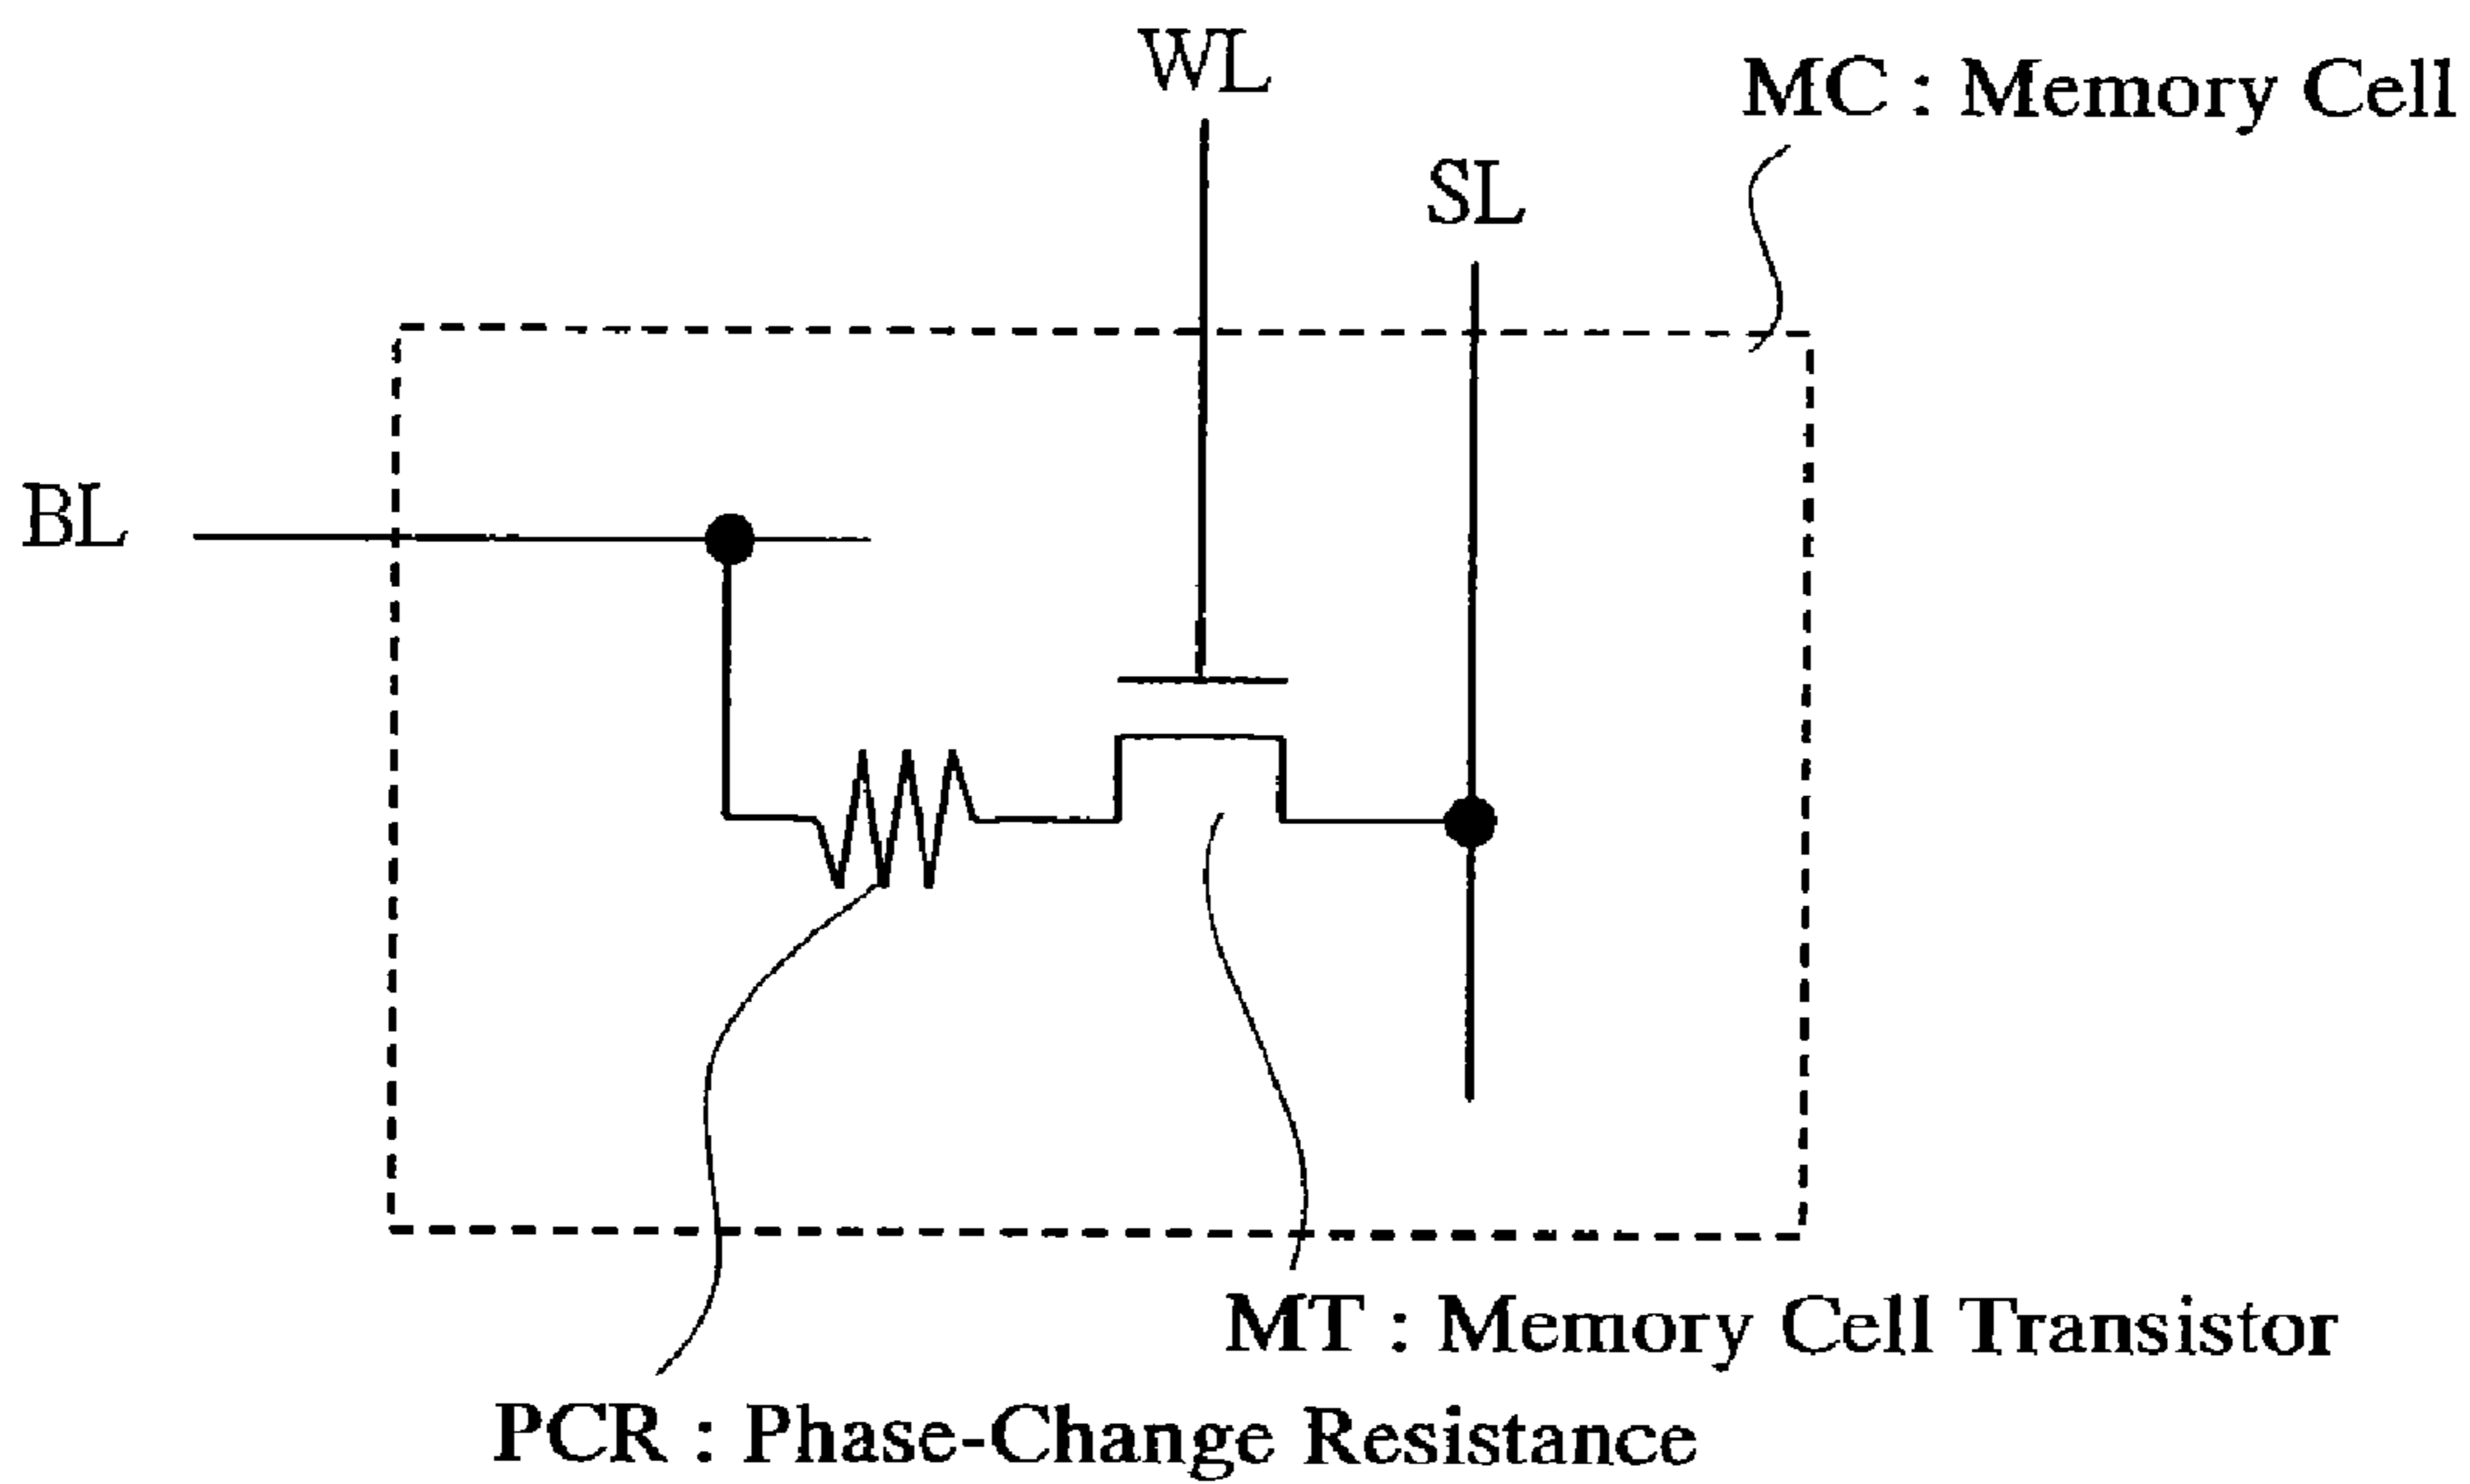 WL
MC : Memory Cell
SL
BL
MT : Memory Cell Transistor
PCR : Phase-Change Resistance